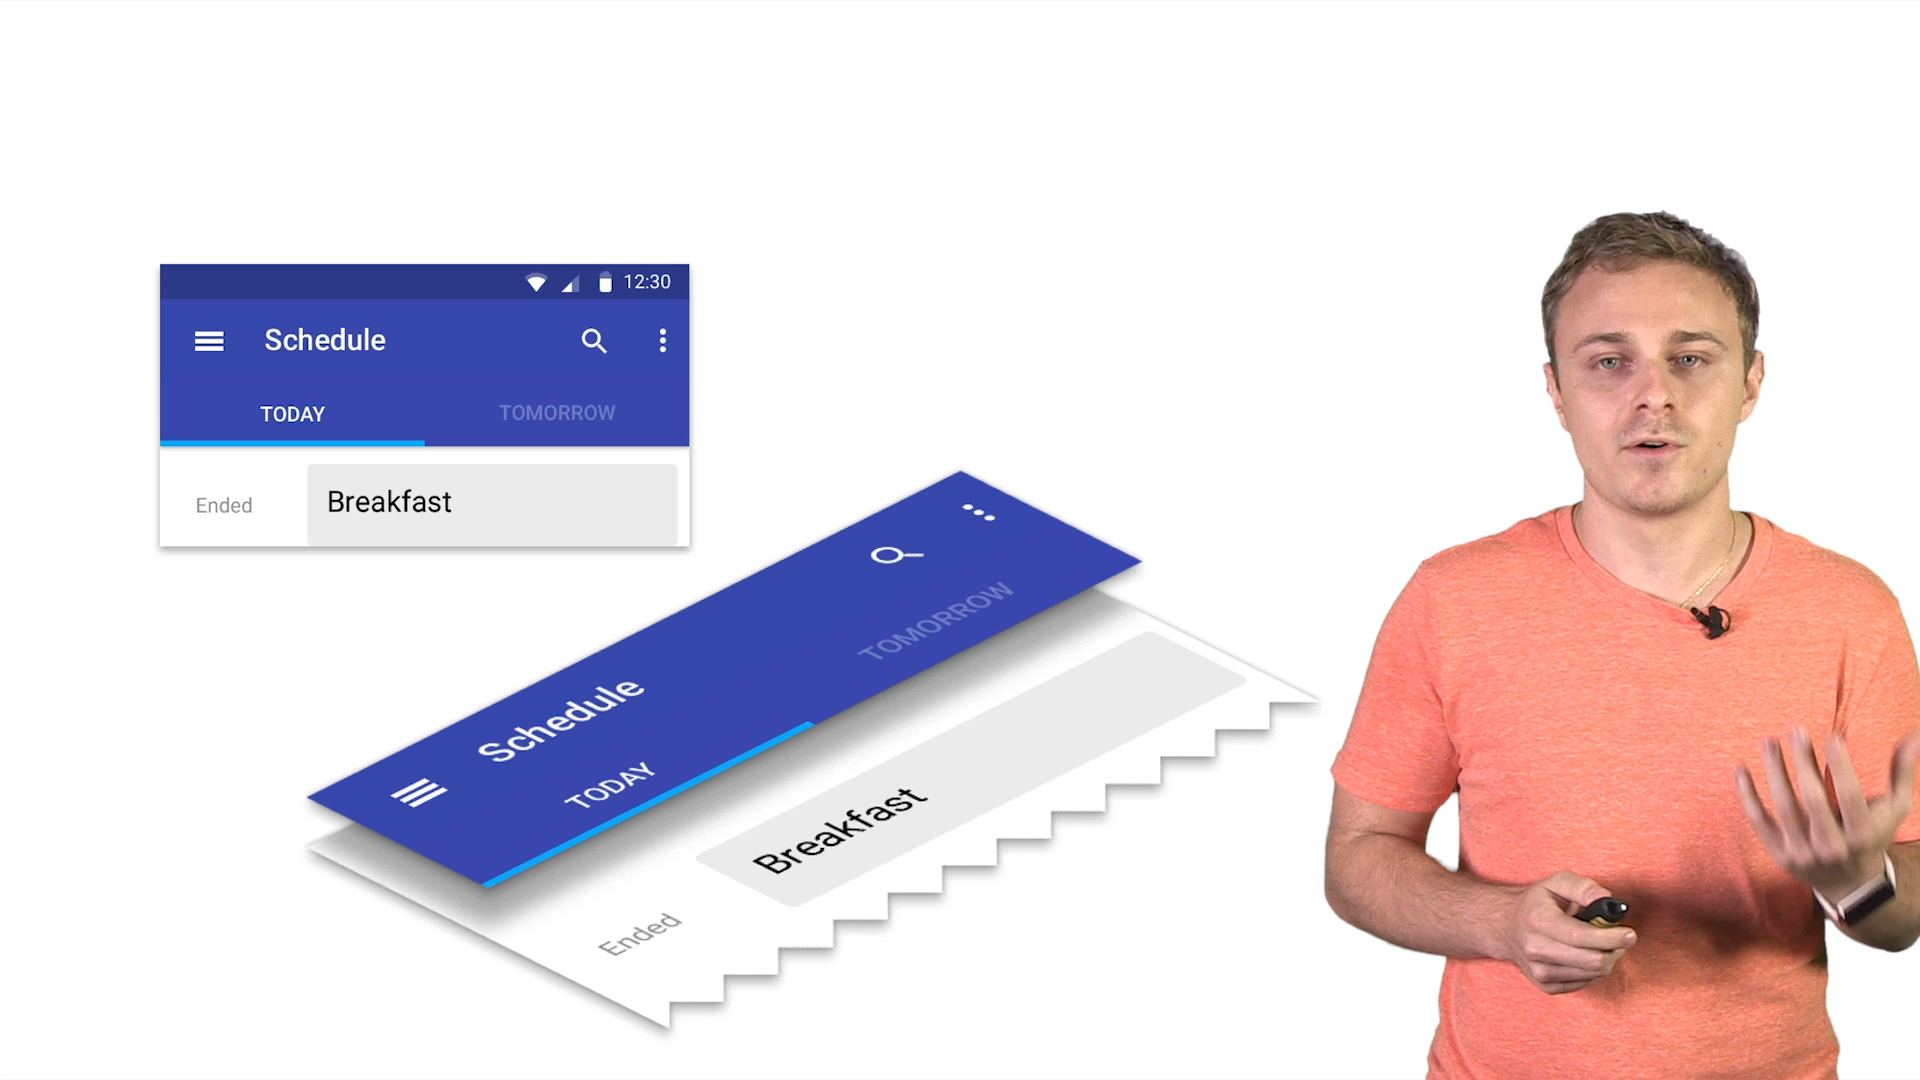 12:30
Schedule
TODAY TOMORROW
Ended Breakfast
Schedule
TODAY TOMORROW
Ended Breakfast